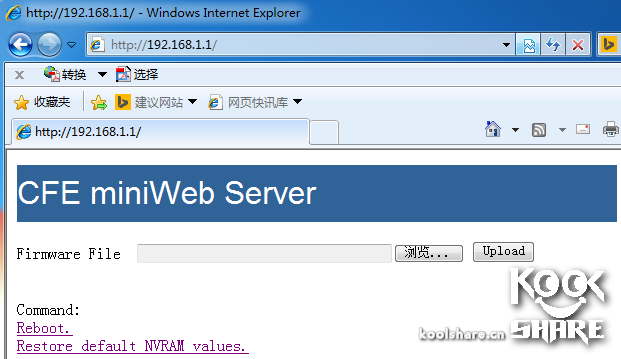 http://192.168.1.1/ - Windows Internet Explorer
http://192.168.1.1/
x 转换 选择
收藏夹 建议网站 网页快讯库
http://192.168.1.1/
CFE miniWeb Server
Firmware File 浏览... Upload
Command:
Reboot.
Restore default NVRAM values.
KOOL
koolshare.cn SHARE